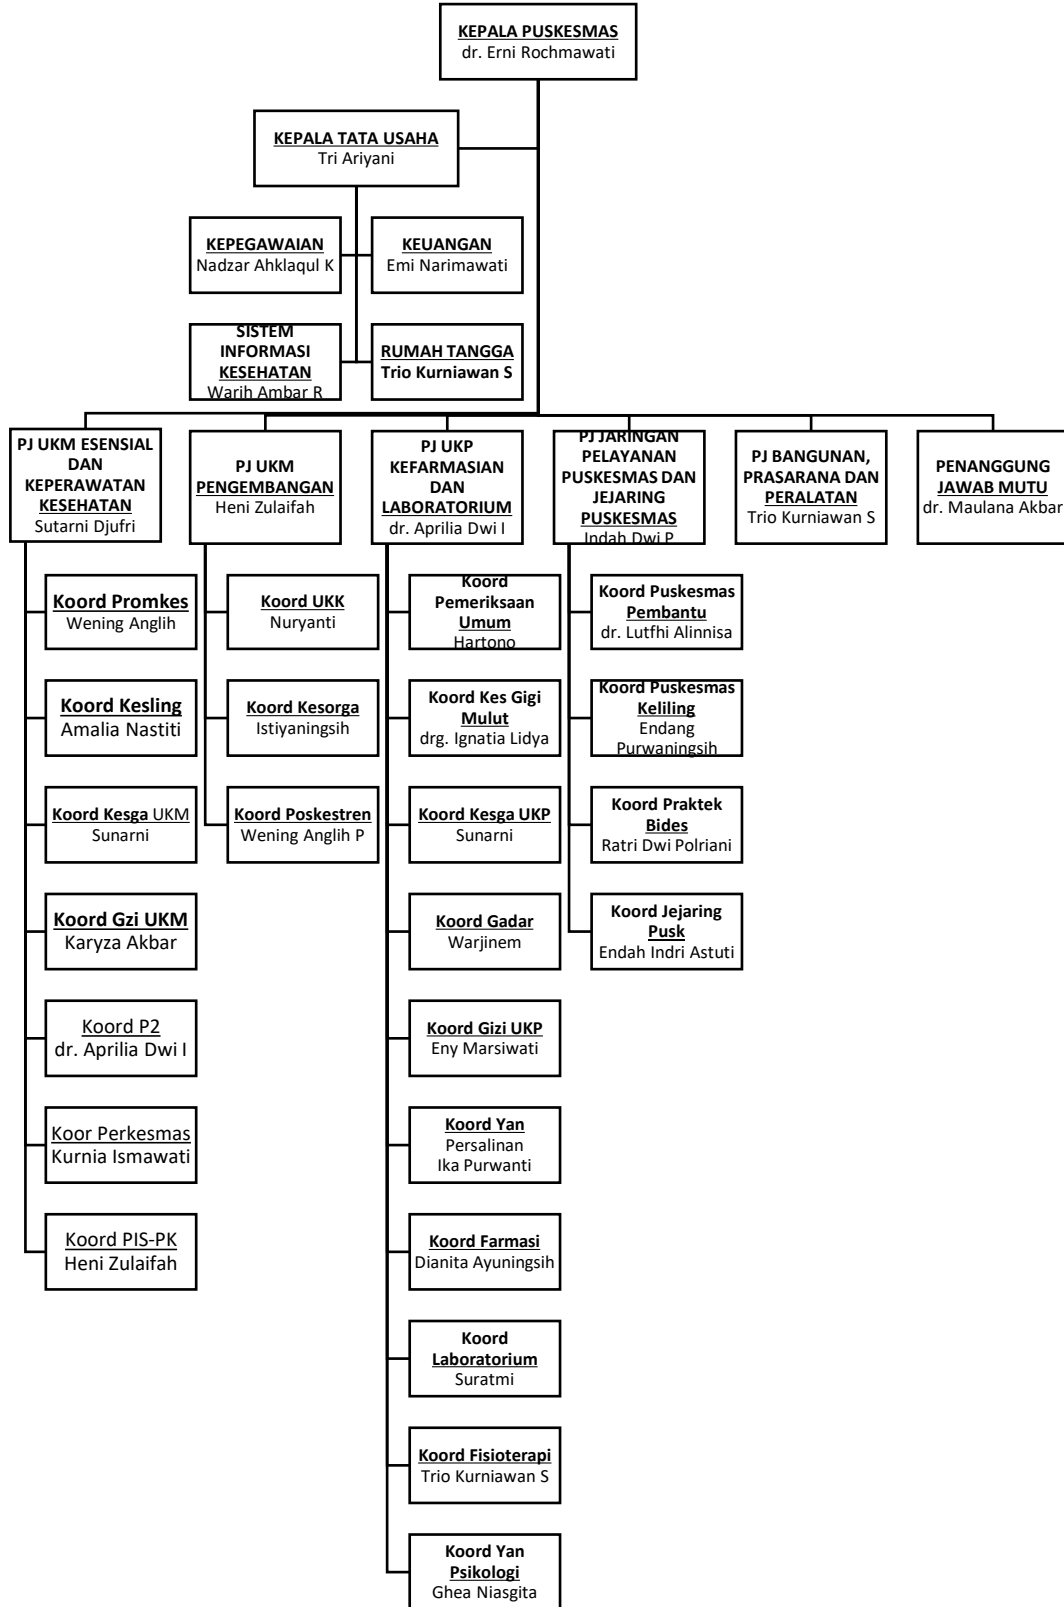 KEPALA PUSKESMAS
dr. Erni Rochmawati
KEPALA TATA USAHA
Tri Ariyani
KEPEGAWAIAN
Nadzar Ahklaqul K
KEUANGAN
Emi Narimawati
SISTEM
INFORMASI
KESEHATAN
Warih Ambar R
RUMAH TANGGA
Trio Kurniawan S
PJ UKM ESENSIAL
DAN
KEPERAWATAN
KESEHATAN
Sutarni Djufri
PJ UKM
PENGEMBANGAN
Heni Zulaifah
PJ UKP
KEFARMASIAN
DAN
LABORATORIUM
dr. Aprilia Dwi I
PJ JARINGAN
PELAYANAN
PUSKESMAS DAN
JEJARING
PUSKESMAS
Indah Dwi P
PJ BANGUNAN,
PRASARANA DAN
PERALATAN
Trio Kurniawan S
PENANGGUNG
JAWAB MUTU
dr. Maulana Akbar
Koord Promkes
Wening Anglih
Koord Kesling
Amalia Nastiti
Koord Kesga UKM
Sunarni
Koord Gzi UKM
Karyza Akbar
Koord P2
dr. Aprilia Dwi I
Koor Perkesmas
Kurnia Ismawati
Koord PIS-PK
Heni Zulaifah
Koord UKK
Nuryanti
Koord Kesorga
Istiyaningsih
Koord Poskestren
Wening Anglih P
Koord
Pemeriksaan
Umum
Hartono
Koord Kes Gigi
Mulut
drg. Ignatia Lidya
Koord Kesga UKP
Sunarni
Koord Gadar
Warjinem
Koord Gizi UKP
Eny Marsiwati
Koord Yan
Persalinan
Ika Purwanti
Koord Farmasi
Dianita Ayuningsih
Koord
Laboratorium
Suratmi
Koord Fisioterapi
Trio Kurniawan S
Koord Yan
Psikologi
Ghea Niasgita
Koord Puskesmas
Pembantu
dr. Lutfhi Alinnisa
Koord Puskesmas
Keliling
Endang
Purwaningsih
Koord Praktek
Bides
Ratri Dwi Polriani
Koord Jejaring
Pusk
Endah Indri Astuti